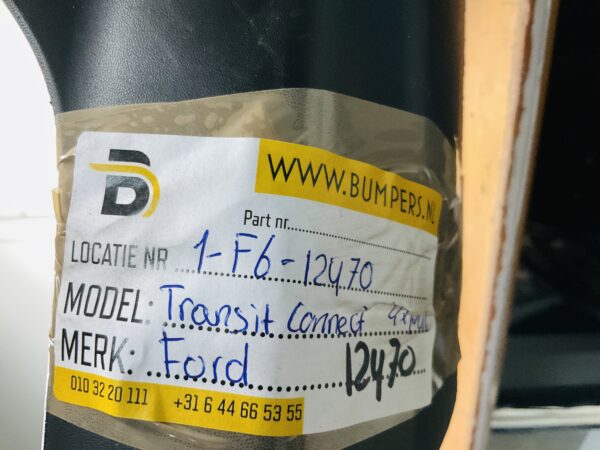 B
WWW.BUMPERS.NL
Part nr
LOCATIE NR 1-F6-12470
MODEL: Transit Connect 4xpdc
MERK: Ford 12470
010 32 20 111 +31 6 44 66 53 55